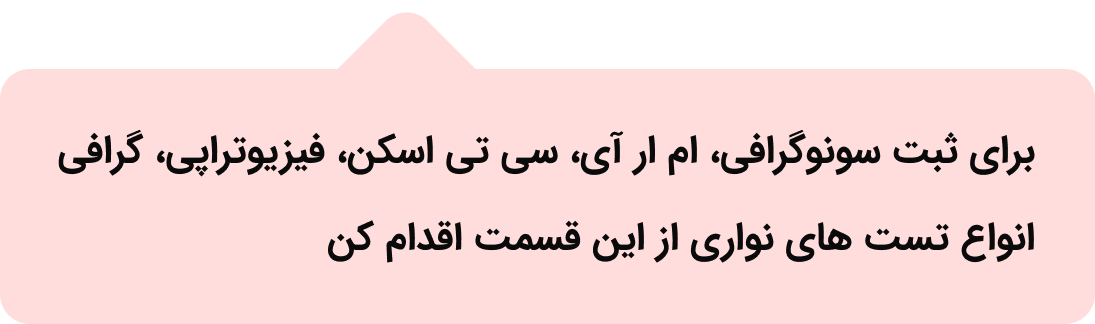 برای ثبت سونوگرافی، ام ار آی، سی تی اسکن، فیزیوتراپی، گرافی
انواع تست های نواری از این قسمت اقدام کن